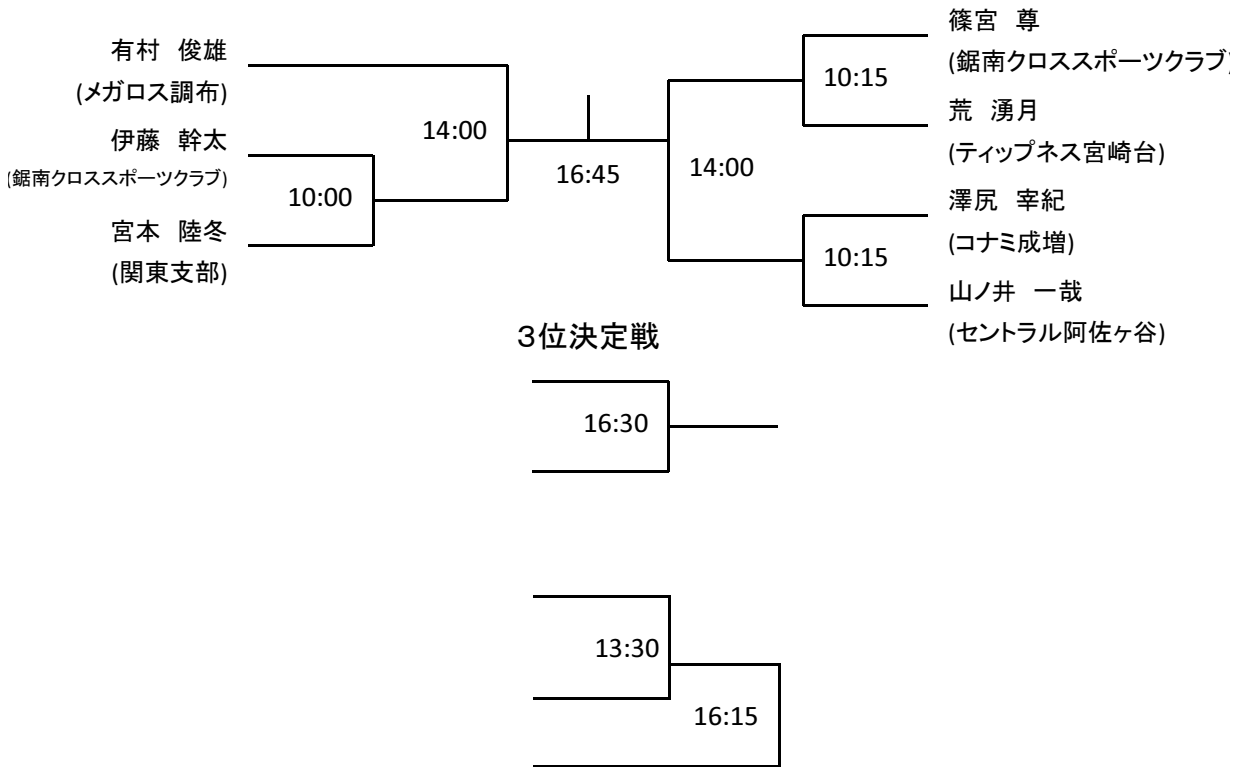 有村 俊雄
(メガロス調布)
伊藤 幹太
(鋸南クロススポーツクラブ)
宮本 陸冬
(関東支部)
14:00
10:00
16:45
14:00
10:15
10:15
篠宮 尊
(鋸南クロススポーツクラブ)
荒 湧月
(ティップネス宮崎台)
澤尻 宰紀
(コナミ成増)
山ノ井 一哉
(セントラル阿佐ヶ谷)
３位決定戦
16:30
13:30
16:15